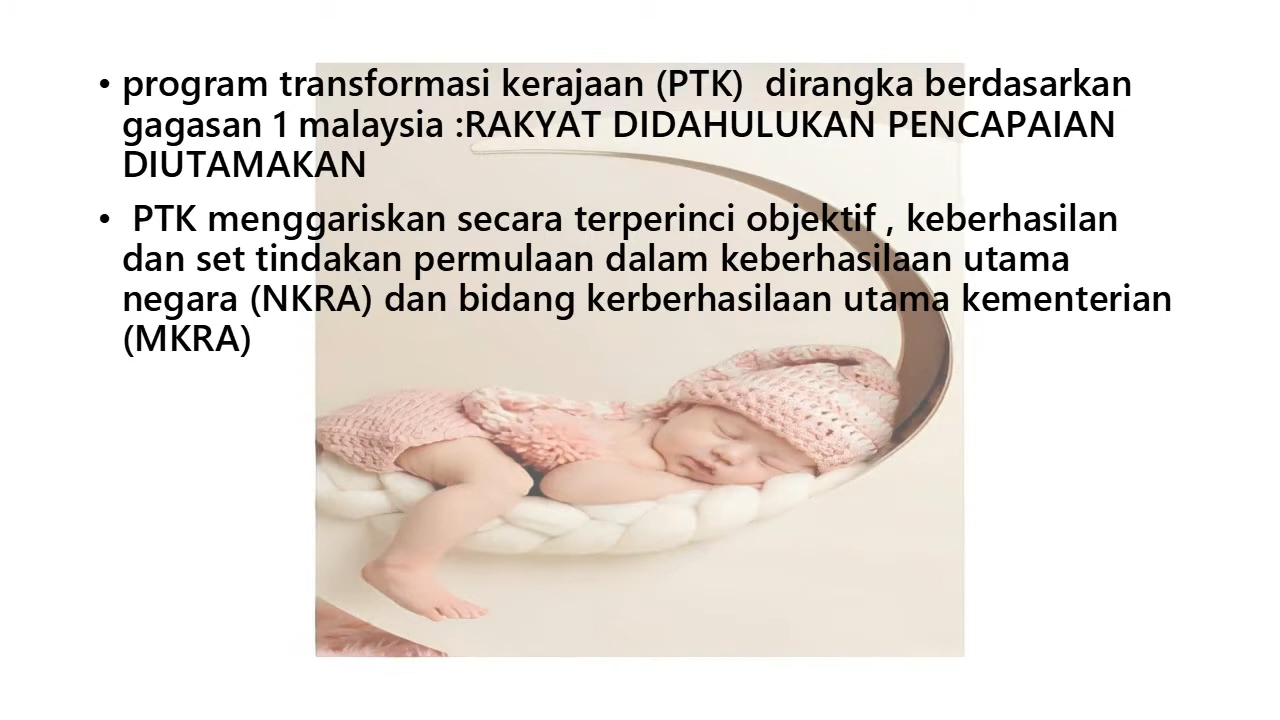 • program transformasi kerajaan (PTK)  dirangka berdasarkan
gagasan 1 malaysia :RAKYAT DIDAHULUKAN PENCAPAIAN
DIUTAMAKAN
•  PTK menggariskan secara terperinci objektif , keberhasilan
dan set tindakan permulaan dalam keberhasilaan utama
negara (NKRA) dan bidang kerberhasilaan utama kementerian
(MKRA)